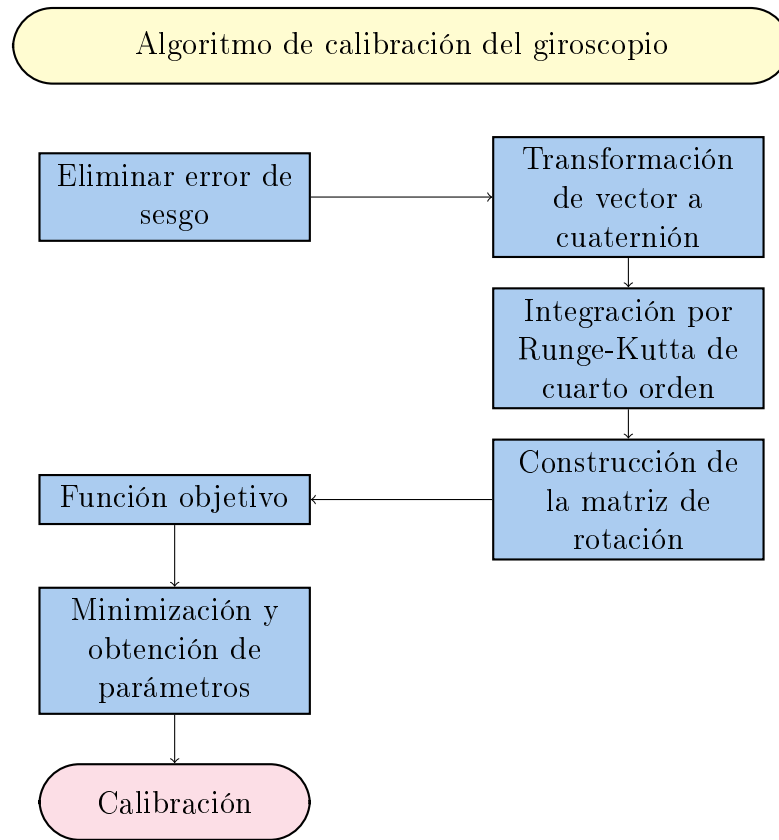 Algoritmo de calibración del giroscopio
Eliminar error de
sesgo
Transformación
de vector a
cuaternión
Integración por
Runge-Kutta de
cuarto orden
Construcción de
la matriz de
rotación
Función objetivo
Minimización y
obtención de
parámetros
Calibración